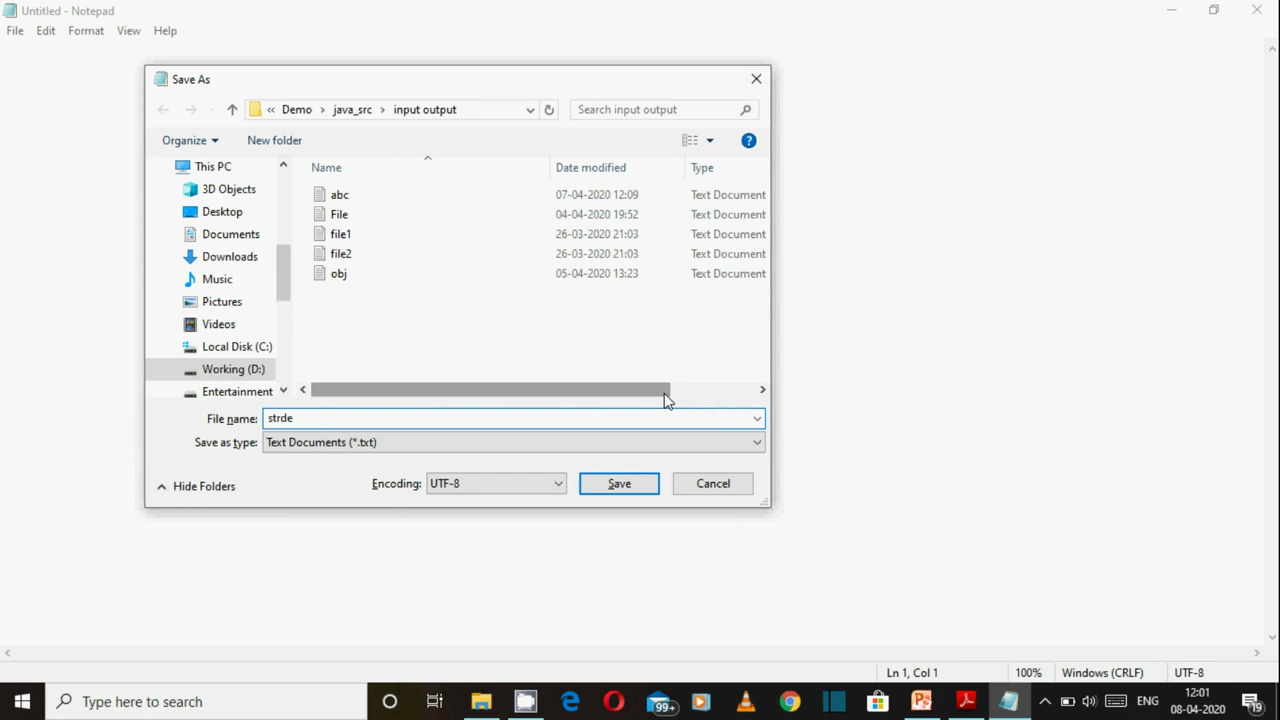 Untitled - Notepad
File Edit Format View Help
Save As
« Demo › java_src › input output
Search input output
Organize New folder
This PC
3D Objects
Desktop
Documents
Downloads
Music
Pictures
Videos
Local Disk (C:)
Working (D:)
Entertainment
Name Date modified Type
abc 07-04-2020 12:09 Text Document
File 04-04-2020 19:52 Text Document
file1 26-03-2020 21:03 Text Document
file2 26-03-2020 21:03 Text Document
obj 05-04-2020 13:23 Text Document
File name: strde
Save as type: Text Documents (*.txt)
Hide Folders Encoding: UTF-8 Save Cancel
Ln 1, Col 1 100% Windows (CRLF) UTF-8
Type here to search
99+
ENG
12:01
08-04-2020
19